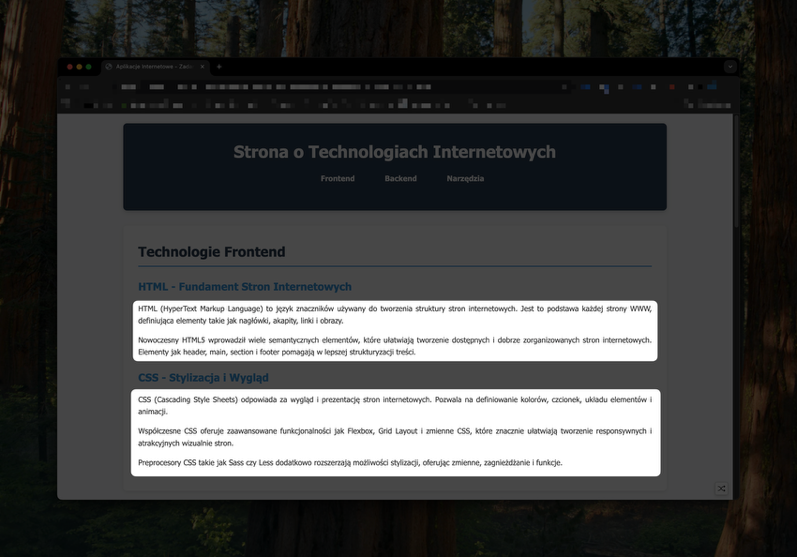 Aplikacje Internetowe - Zada
Strona o Technologiach Internetowych
Frontend Backend Narzędzia
Technologie Frontend
HTML - Fundament Stron Internetowych
HTML (HyperText Markup Language) to język znaczników używany do tworzenia struktury stron internetowych. Jest to podstawa każdej strony WWW,
definiująca elementy takie jak nagłówki, akapity, linki i obrazy.
Nowoczesny HTML5 wprowadził wiele semantycznych elementów, które ułatwiają tworzenie dostępnych i dobrze zorganizowanych stron internetowych.
Elementy jak header, main, section i footer pomagają w lepszej strukturyzacji treści.
CSS - Stylizacja i Wygląd
CSS (Cascading Style Sheets) odpowiada za wygląd i prezentację stron internetowych. Pozwala na definiowanie kolorów, czcionek, układu elementów i
animacji.
Współczesne CSS oferuje zaawansowane funkcjonalności jak Flexbox, Grid Layout i zmienne CSS, które znacznie ułatwiają tworzenie responsywnych i
atrakcyjnych wizualnie stron.
Preprocesory CSS takie jak Sass czy Less dodatkowo rozszerzają możliwości stylizacji, oferując zmienne, zagnieżdżanie i funkcje.